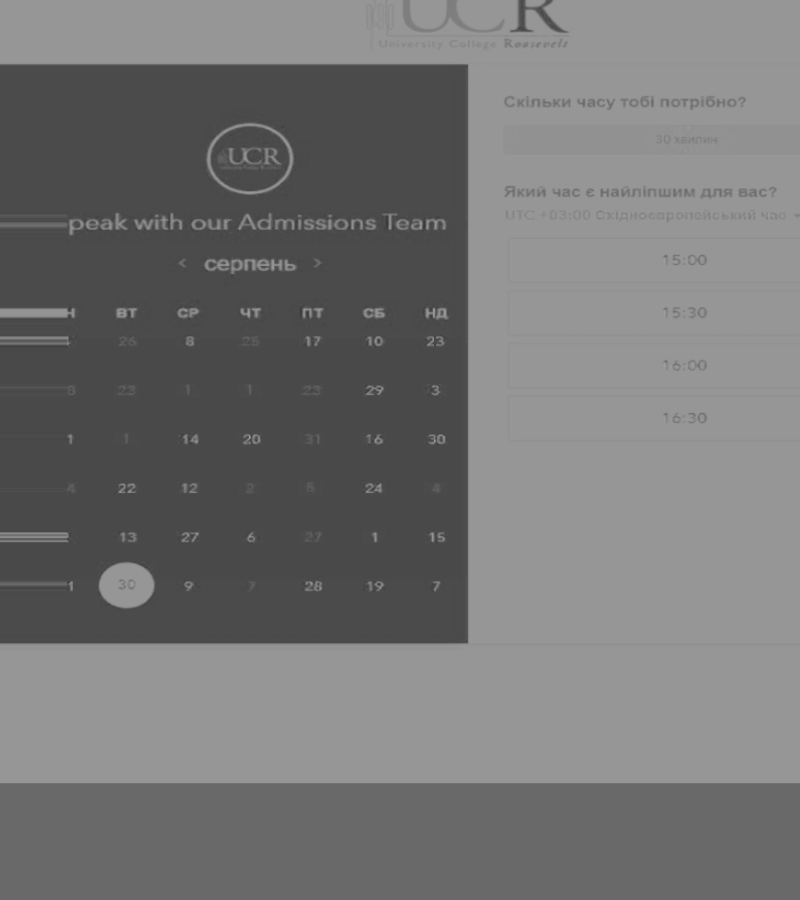 UCR
University College Roosevelt
UCR
peak with our Admissions Team
< серпень >
Н ВТ СР ЧТ ПТ СБ НД
26 8 25 17 10 23
8 23 1 1 23 29 3
1 1 14 20 31 16 30
4 22 12 2 24 4
13 27 6 27 1 15
1 30 9 7 28 19 7
Скільки часу тобі потрібно?
30 хвилин
Який час є найліпшим для вас?
UTC +03:00 Східноєвропейський час
15:00
15:30
16:00
16:30